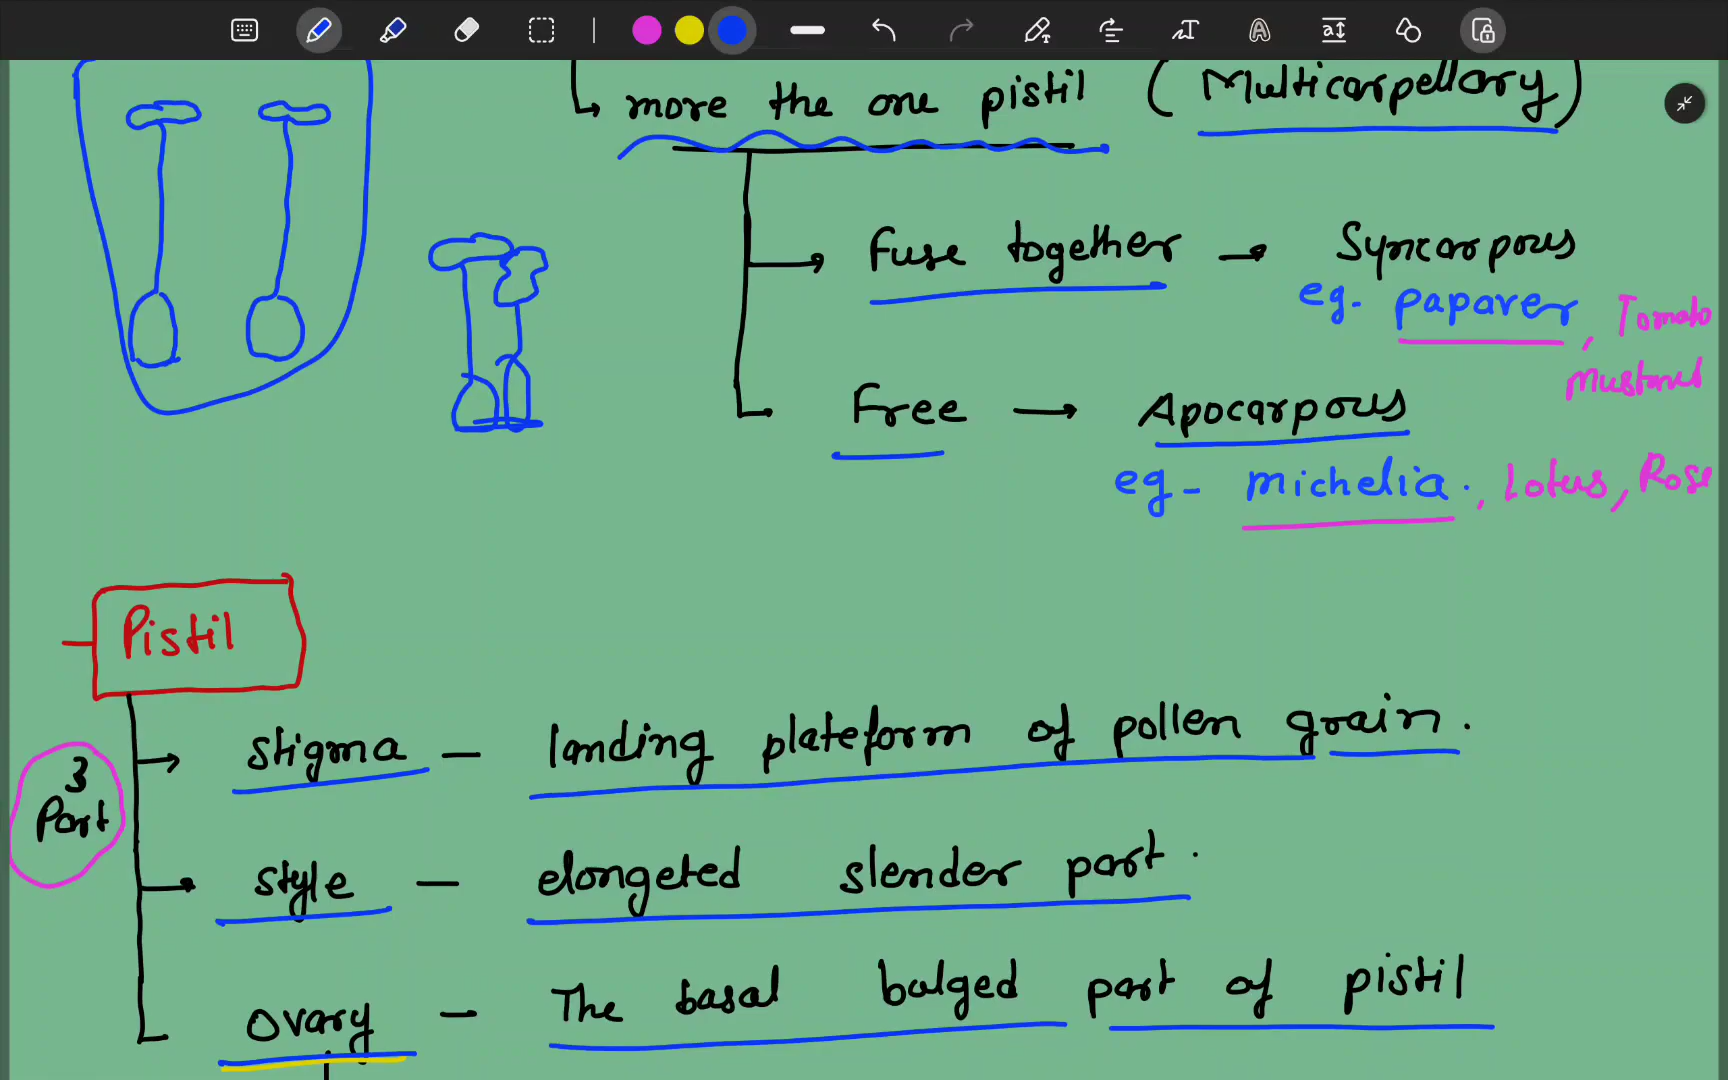 more the one pistil (Multicarpellary)
Fuse together → Syncarpous
eg- papaver, Tomato
mustard
Free → Apocarpous
eg- michelia., Lotus, Rose
Pistil
3
Part
stigma - landing plateform of pollen grain.
style - elongeted slender part.
ovary - The basal bulged part of pistil